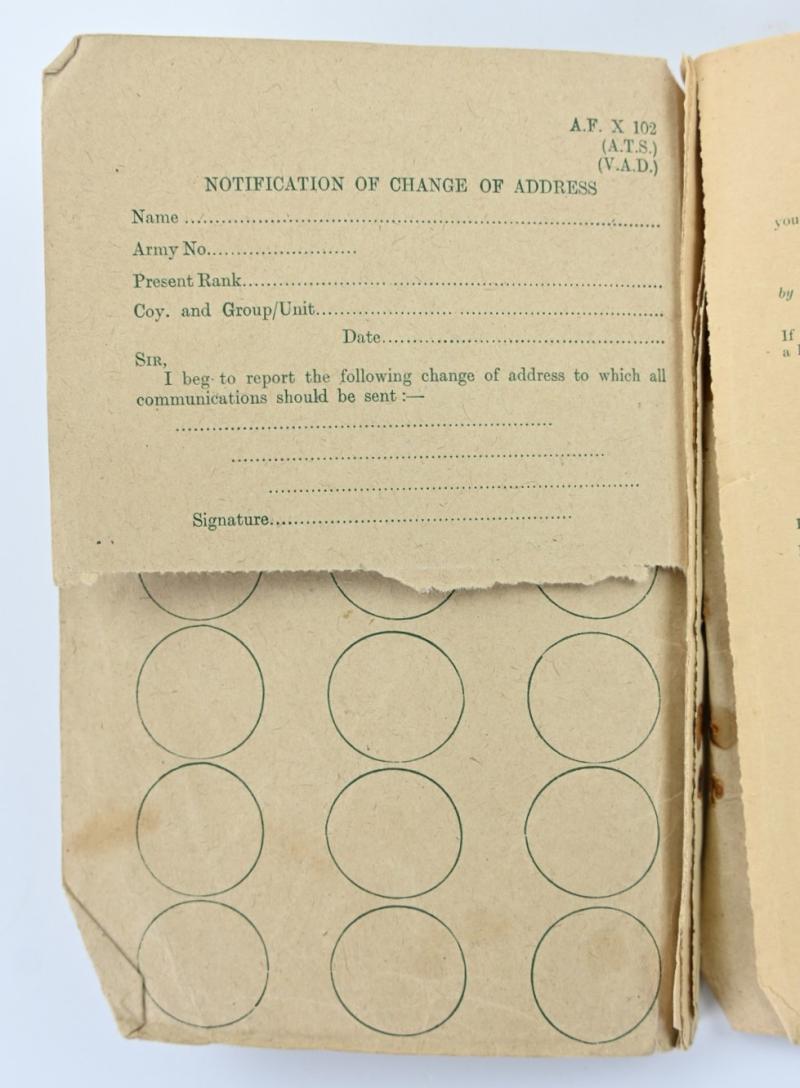 A.F. X 102
(A.T.S.)
(V.A.D.)
NOTIFICATION OF CHANGE OF ADDRESS
Name ........................................
Army No........................
Present Rank........................................
Coy. and Group/Unit........................................
Date........................................
SIR,
I beg to report the following change of address to which all
communications should be sent :—
........................................
........................................
........................................
Signature........................................
you
by
If
a